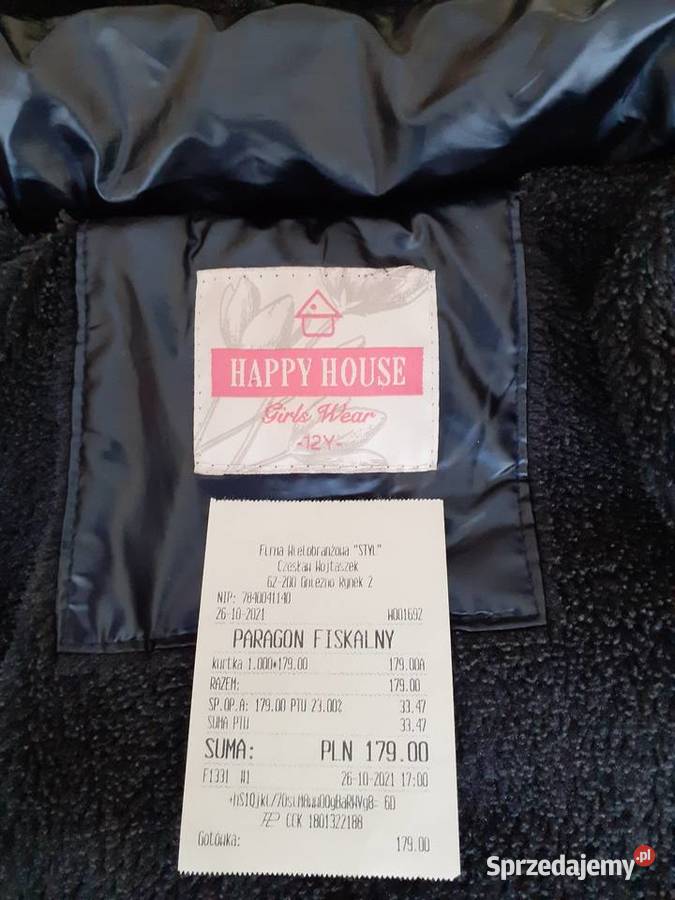 HAPPY HOUSE
Girls Wear
-12Y-
Firma Wielobranżowa "STYL"
Czesław Wojtaszek
62-200 Gniezno Rynek 2
NIP: 7840041140
26-10-2021 W001692
PARAGON FISKALNY
kurtka 1.000*179.00 179.00A
RAZEM: 179.00
SP.OP.A: 179.00 PTU 23.00% 33.47
SUMA PTU 33.47
SUMA: PLN 179.00
F1331 #1 26-10-2021 17:00
CCK 1801322188
Gotówka: 179.00
Sprzedajemy.pl